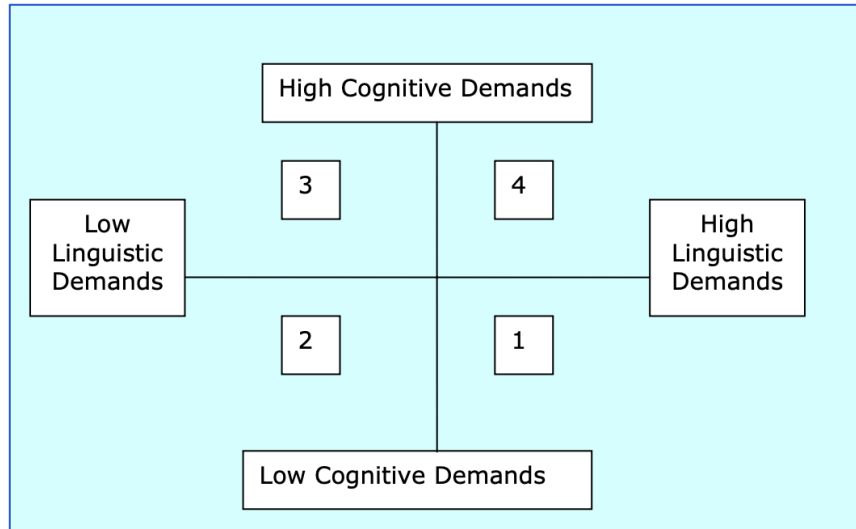 High Cognitive Demands
3
4
Low
Linguistic
Demands
High
Linguistic
Demands
2
1
Low Cognitive Demands